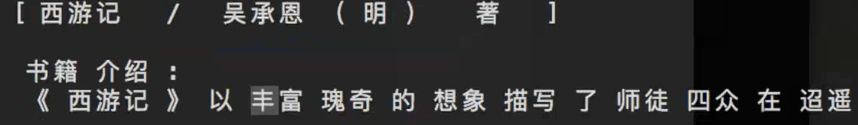 [ 西游记 / 吴承恩 ( 明 ) 著 ]
书籍 介绍 :
《 西游记 》 以 丰富 瑰奇 的 想象 描写 了 师徒 四众 在 迢遥